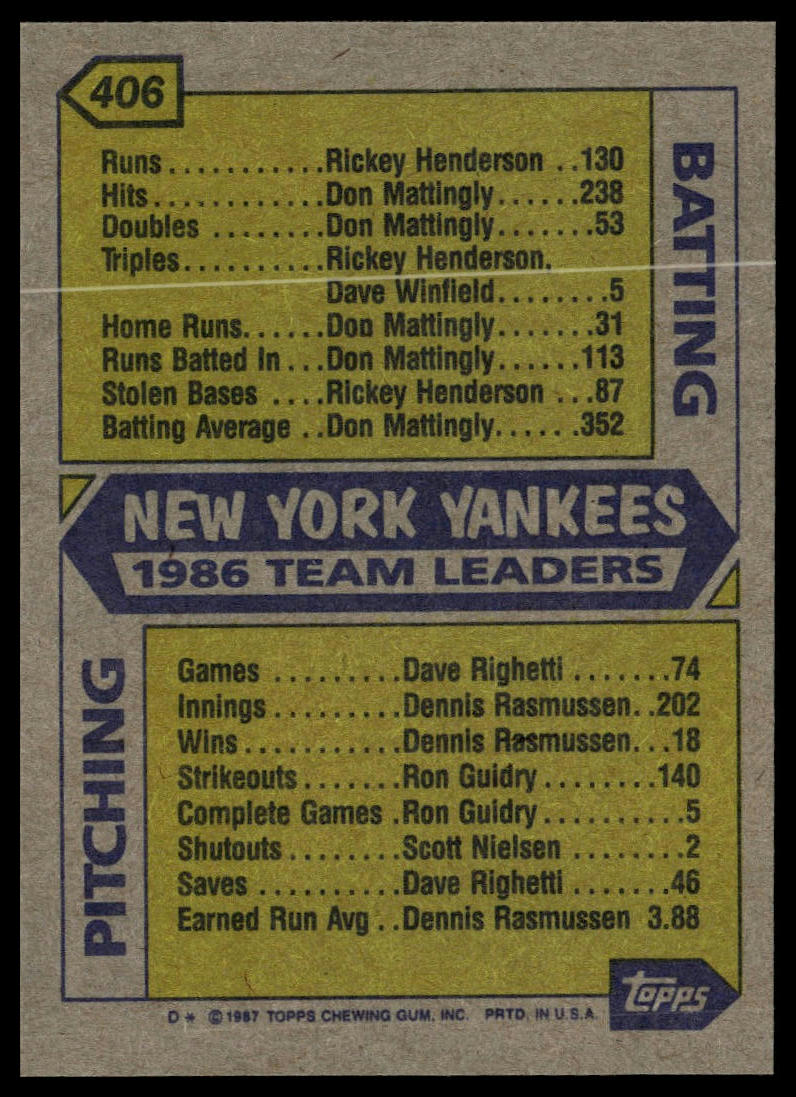 406
Runs...........Rickey Henderson ..130
Hits............Don Mattingly......238
Doubles ........Don Mattingly......53
Triples..........Rickey Henderson,
Dave Winfield........5
Home Runs......Don Mattingly.......31
Runs Batted In...Don Mattingly......113
Stolen Bases ....Rickey Henderson ...87
Batting Average ..Don Mattingly......352
BATTING
NEW YORK YANKEES
1986 TEAM LEADERS
PITCHING
Games .........Dave Righetti .......74
Innings.........Dennis Rasmussen..202
Wins...........Dennis Rasmussen...18
Strikeouts.......Ron Guidry ........140
Complete Games .Ron Guidry..........5
Shutouts........Scott Nielsen ........2
Saves ..........Dave Righetti.......46
Earned Run Avg ..Dennis Rasmussen 3.88
topps
D* ©1987 TOPPS CHEWING GUM, INC. PRTD. IN U.S.A.